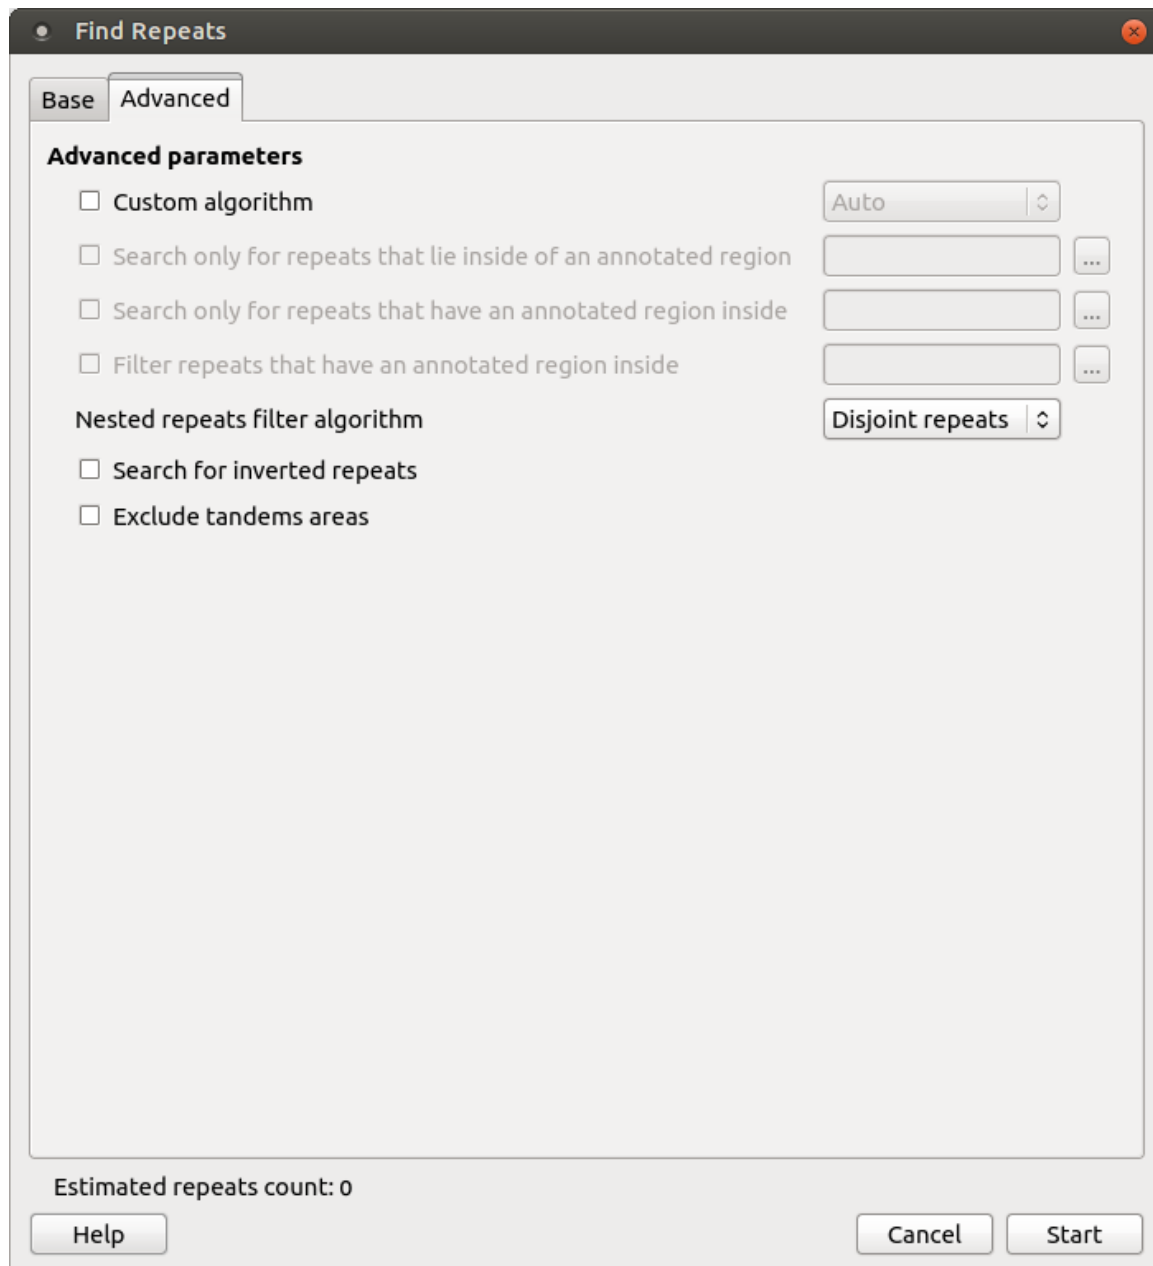 Find Repeats
Base Advanced
Advanced parameters
Custom algorithm Auto
Search only for repeats that lie inside of an annotated region ...
Search only for repeats that have an annotated region inside ...
Filter repeats that have an annotated region inside ...
Nested repeats filter algorithm Disjoint repeats
Search for inverted repeats
Exclude tandems areas
Estimated repeats count: 0
Help Cancel Start